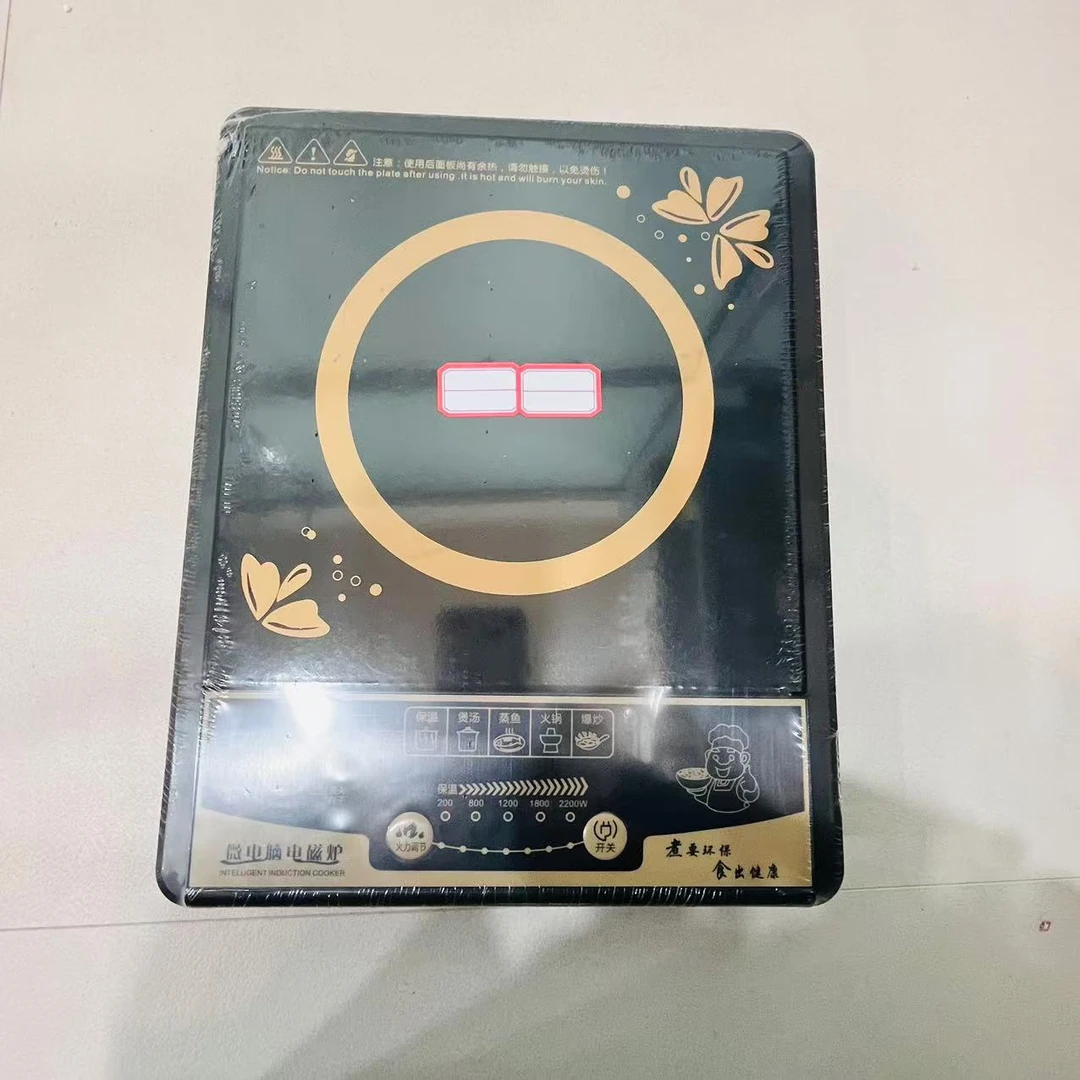 注意：使用后面板尚有余热，请勿触摸，以免烫伤！
Notice: Do not touch the plate after using .it is hot and will burn your skin.
保温 煲汤 蒸鱼 火锅 爆炒
保温
200 800 1200 1800 2200W
火力调节
开关
微电脑电磁炉
INTELLIGENT INDUCTION COOKER
煮要环保
食出健康